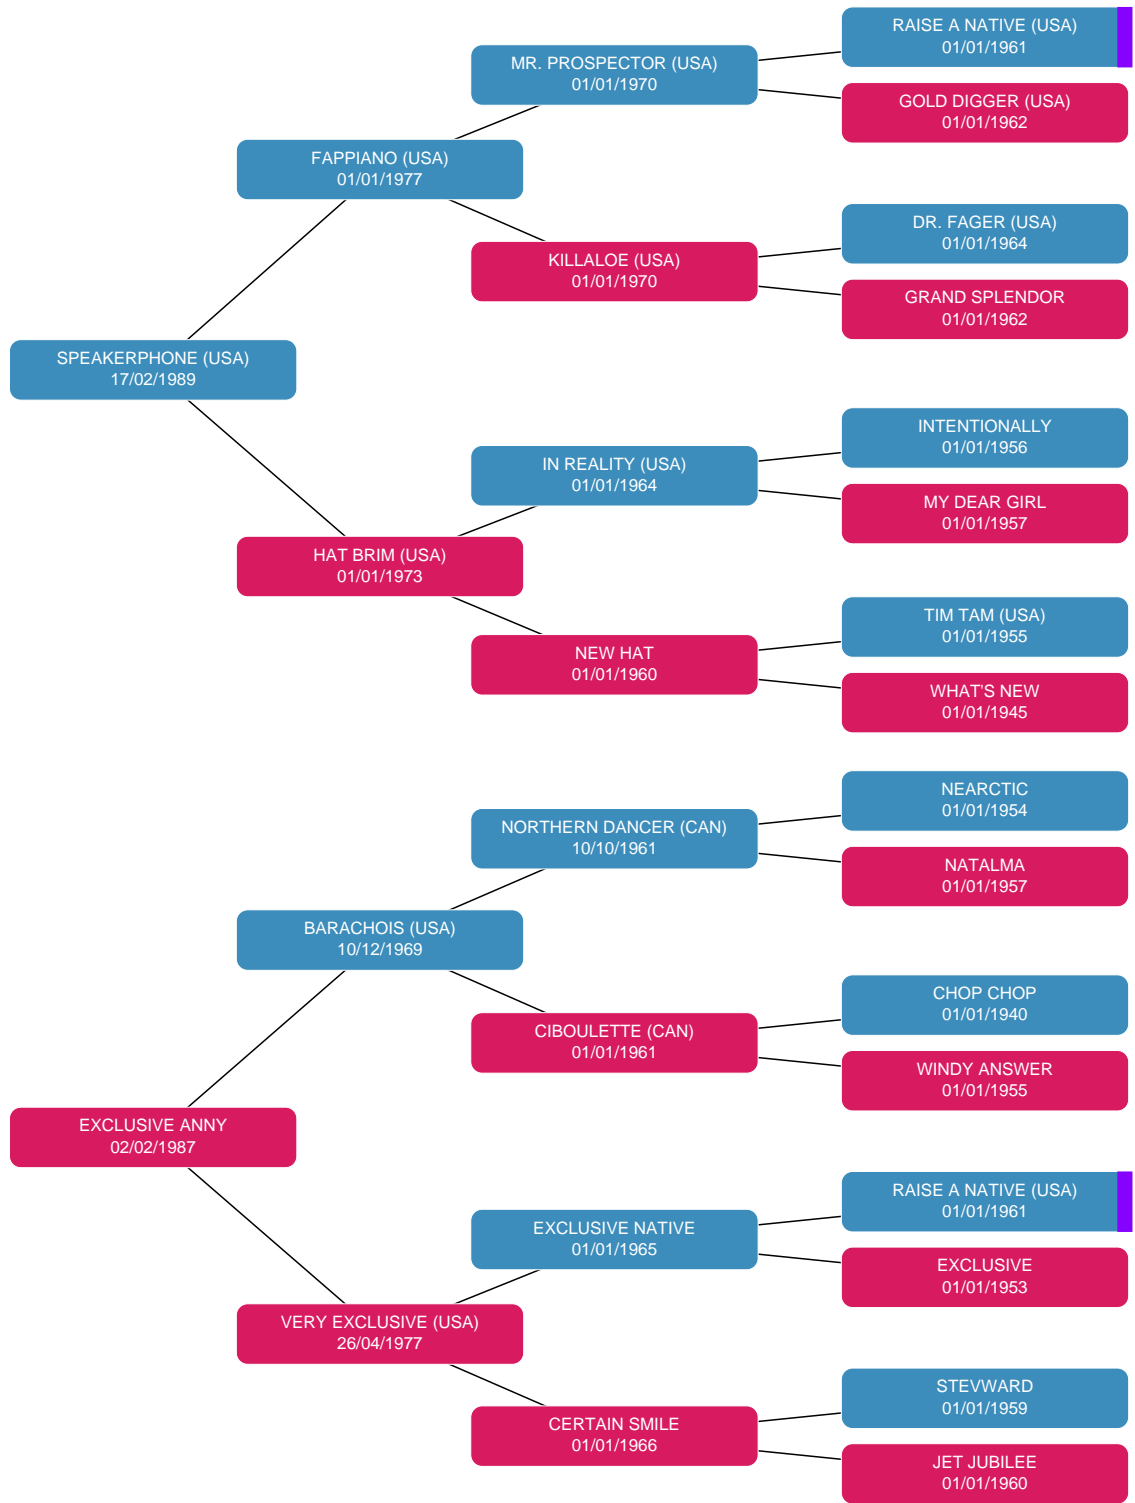 RAISE A NATIVE (USA)
01/01/1961
MR. PROSPECTOR (USA)
01/01/1970
GOLD DIGGER (USA)
01/01/1962
FAPPIANO (USA)
01/01/1977
DR. FAGER (USA)
01/01/1964
KILLALOE (USA)
01/01/1970
GRAND SPLENDOR
01/01/1962
SPEAKERPHONE (USA)
17/02/1989
INTENTIONALLY
01/01/1956
IN REALITY (USA)
01/01/1964
MY DEAR GIRL
01/01/1957
HAT BRIM (USA)
01/01/1973
TIM TAM (USA)
01/01/1955
NEW HAT
01/01/1960
WHAT'S NEW
01/01/1945
NEARCTIC
01/01/1954
NORTHERN DANCER (CAN)
10/10/1961
NATALMA
01/01/1957
BARACHOIS (USA)
10/12/1969
CHOP CHOP
01/01/1940
CIBOULETTE (CAN)
01/01/1961
WINDY ANSWER
01/01/1955
EXCLUSIVE ANNY
02/02/1987
RAISE A NATIVE (USA)
01/01/1961
EXCLUSIVE NATIVE
01/01/1965
EXCLUSIVE
01/01/1953
VERY EXCLUSIVE (USA)
26/04/1977
STEVWARD
01/01/1959
CERTAIN SMILE
01/01/1966
JET JUBILEE
01/01/1960